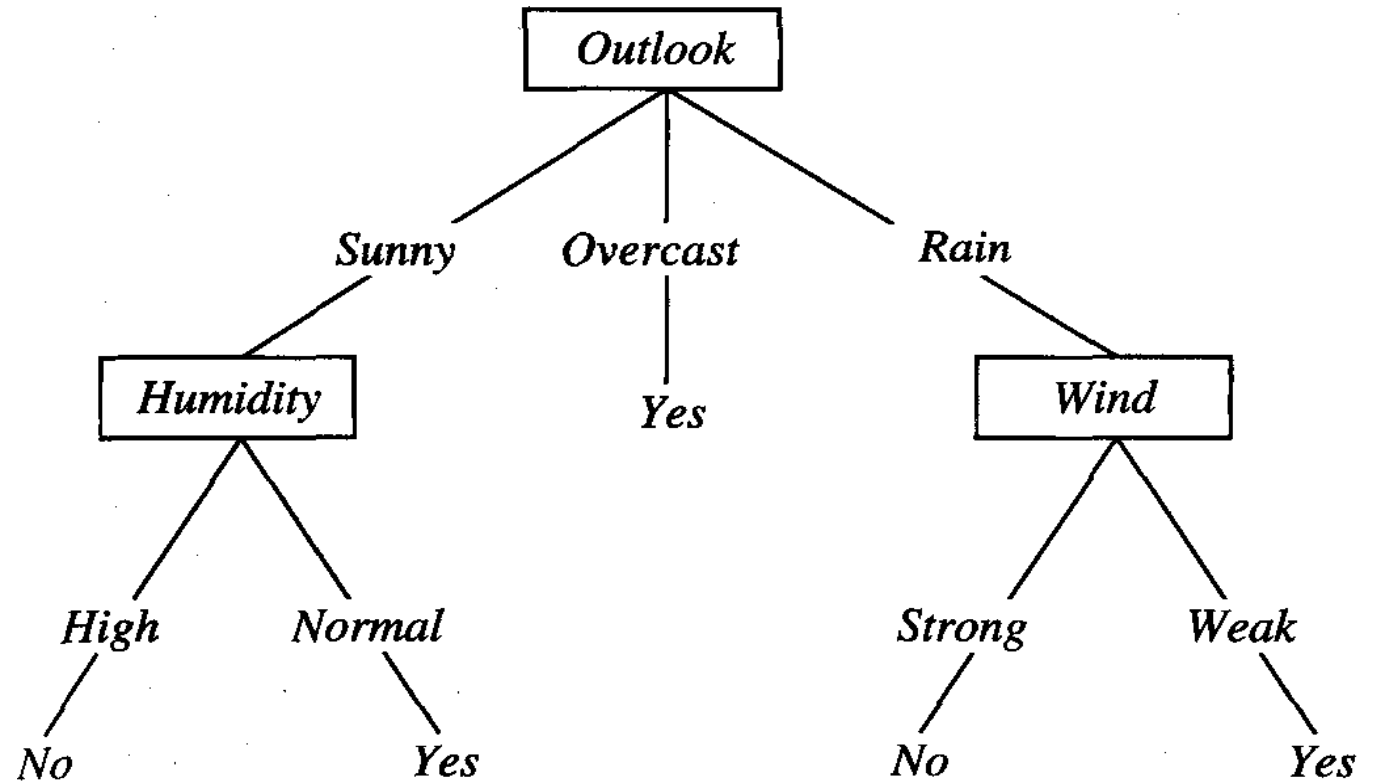 Outlook
Sunny Overcast Rain
Humidity Yes Wind
High Normal Strong Weak
No Yes No Yes